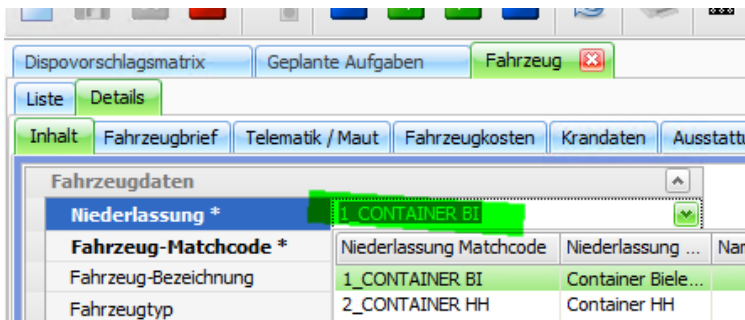 Dispovorschlagsmatrix Geplante Aufgaben Fahrzeug
Liste Details
Inhalt Fahrzeugbrief Telematik / Maut Fahrzeugkosten Krandaten Ausstattu
Fahrzeugdaten
Niederlassung * 1_CONTAINER BI
Fahrzeug-Matchcode * Niederlassung Matchcode Niederlassung ... Nar
Fahrzeug-Bezeichnung 1_CONTAINER BI Container Biele...
Fahrzeugtyp 2_CONTAINER HH Container HH